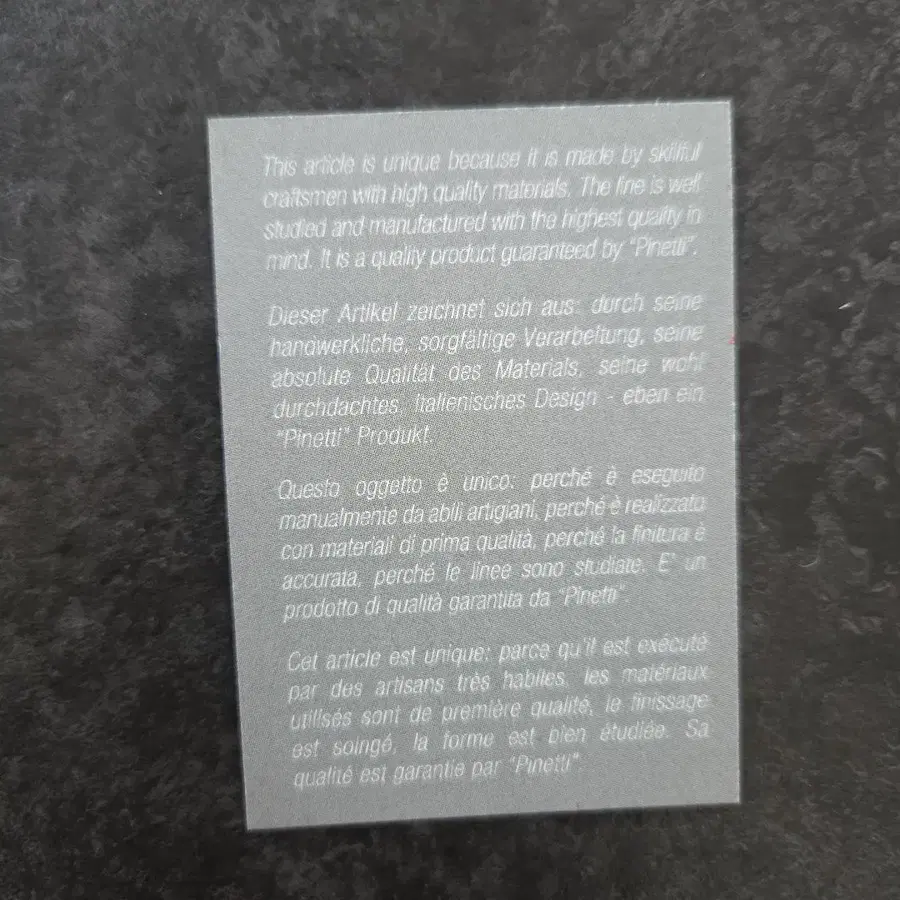 This article is unique because it is made by skillful
craftsmen with high quality materials. The line is well
studied and manufactured with the highest quality in
mind. It is a quality product guaranteed by "Pinetti".
Dieser Artikel zeichnet sich aus: durch seine
handwerkliche, sorgfältige Verarbeitung, seine
absolute Qualität des Materials, seine wohl
durchdachtes, Italienisches Design - eben ein
"Pinetti" Produkt.
Questo oggetto è unico: perché è eseguito
manualmente da abili artigiani, perché è realizzato
con materiali di prima qualità, perché la finitura è
accurata, perché le linee sono studiate. E' un
prodotto di qualità garantita da "Pinetti".
Cet article est unique: parce qu'il est exécuté
par des artisans très habiles, les matériaux
utilisés sont de première qualité, le finissage
est soingé, la forme est bien étudiée. Sa
qualité est garantie par "Pinetti".